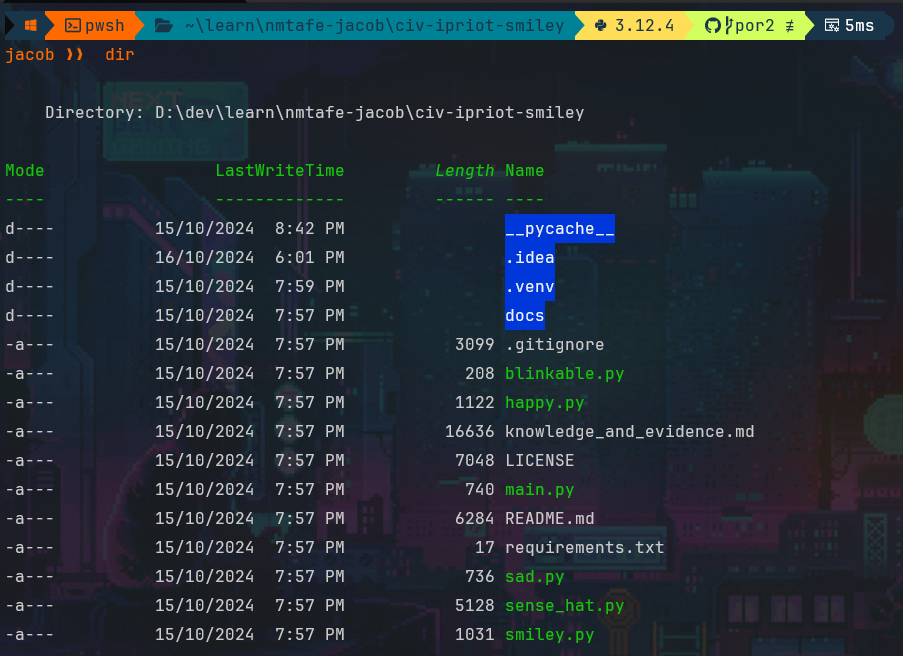 pwsh ~\learn\nmtafe-jacob\civ-ipriot-smiley 3.12.4 por2 ≢ 5ms
jacob ❯❯ dir
Directory: D:\dev\learn\nmtafe-jacob\civ-ipriot-smiley
Mode LastWriteTime Length Name
---- ------------- ------ ----
d---- 15/10/2024 8:42 PM __pycache__
d---- 16/10/2024 6:01 PM .idea
d---- 15/10/2024 7:59 PM .venv
d---- 15/10/2024 7:57 PM docs
-a--- 15/10/2024 7:57 PM 3099 .gitignore
-a--- 15/10/2024 7:57 PM 208 blinkable.py
-a--- 15/10/2024 7:57 PM 1122 happy.py
-a--- 15/10/2024 7:57 PM 16636 knowledge_and_evidence.md
-a--- 15/10/2024 7:57 PM 7048 LICENSE
-a--- 15/10/2024 7:57 PM 740 main.py
-a--- 15/10/2024 7:57 PM 6284 README.md
-a--- 15/10/2024 7:57 PM 17 requirements.txt
-a--- 15/10/2024 7:57 PM 736 sad.py
-a--- 15/10/2024 7:57 PM 5128 sense_hat.py
-a--- 15/10/2024 7:57 PM 1031 smiley.py